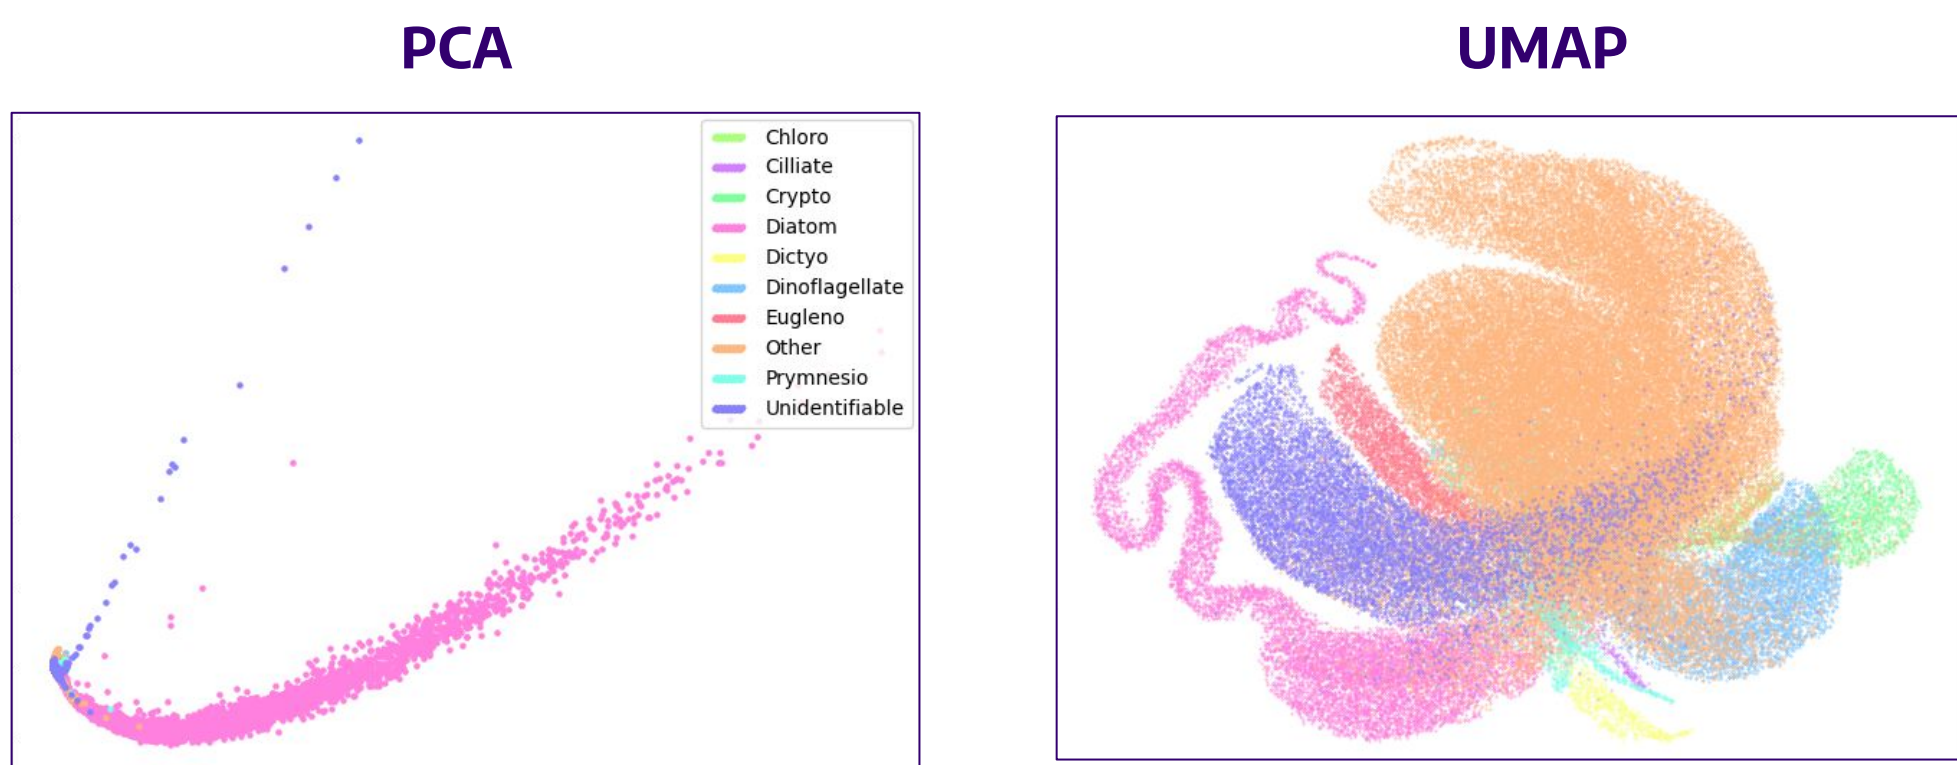 PCA
UMAP
Chloro
Cilliate
Crypto
Diatom
Dictyo
Dinoflagellate
Eugleno
Other
Prymnesio
Unidentifiable